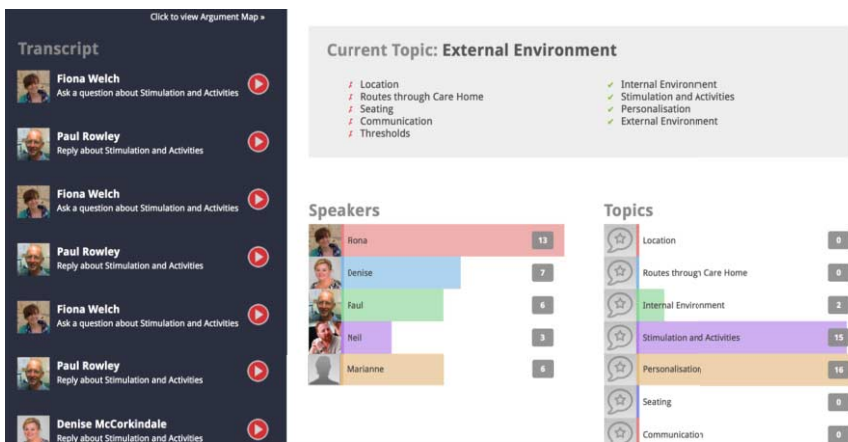 Click to view Argument Map »
Transcript
Fiona Welch
Ask a question about Stimulation and Activities
Paul Rowley
Reply about Stimulation and Activities
Fiona Welch
Ask a question about Stimulation and Activities
Paul Rowley
Reply about Stimulation and Activities
Fiona Welch
Ask a question about Stimulation and Activities
Paul Rowley
Reply about Stimulation and Activities
Denise McCorkindale
Reply about Stimulation and Activities
Current Topic: External Environment
Location
Routes through Care Home
Seating
Communication
Thresholds
Internal Environment
Stimulation and Activities
Personalisation
External Environment
Speakers
Fiona 13
Denise 7
Paul 6
Neil 3
Marianne 6
Topics
Location 0
Routes through Care Home 0
Internal Environment 2
Stimulation and Activities 15
Personalisation 16
Seating 0
Communication 0